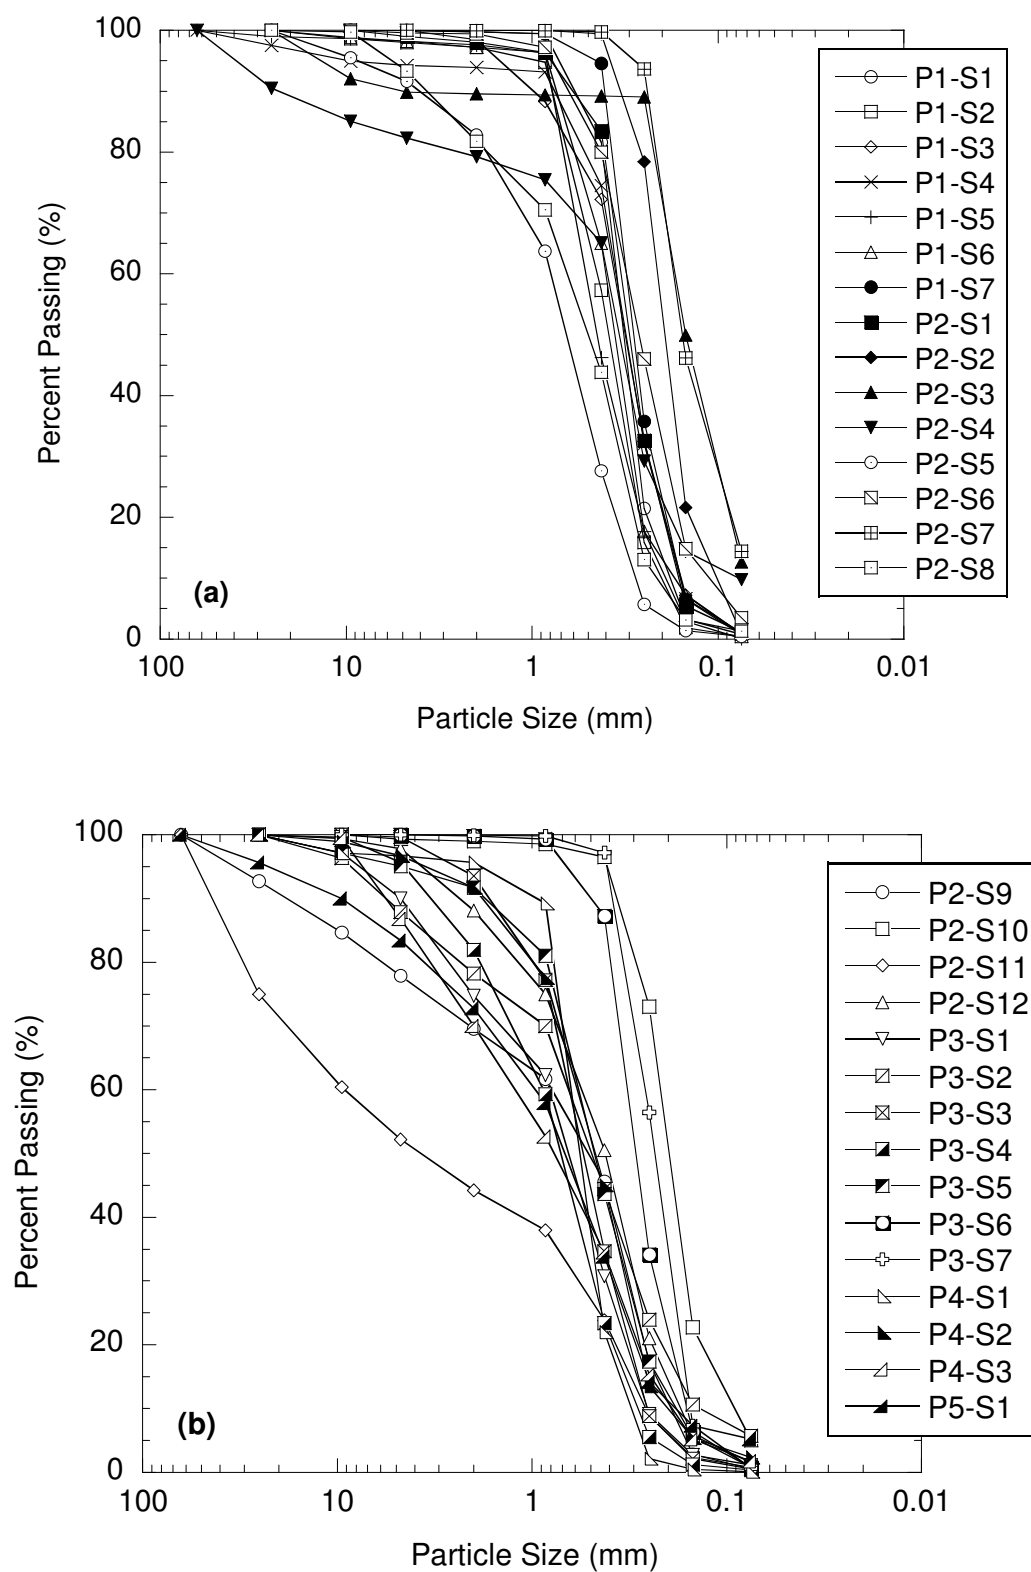 100
80
60
40
20
0
Percent Passing (%)
(a)
100
10
1
0.1
0.01
Particle Size (mm)
P1-S1
P1-S2
P1-S3
P1-S4
P1-S5
P1-S6
P1-S7
P2-S1
P2-S2
P2-S3
P2-S4
P2-S5
P2-S6
P2-S7
P2-S8
100
80
60
40
20
0
Percent Passing (%)
(b)
100
10
1
0.1
0.01
Particle Size (mm)
P2-S9
P2-S10
P2-S11
P2-S12
P3-S1
P3-S2
P3-S3
P3-S4
P3-S5
P3-S6
P3-S7
P4-S1
P4-S2
P4-S3
P5-S1